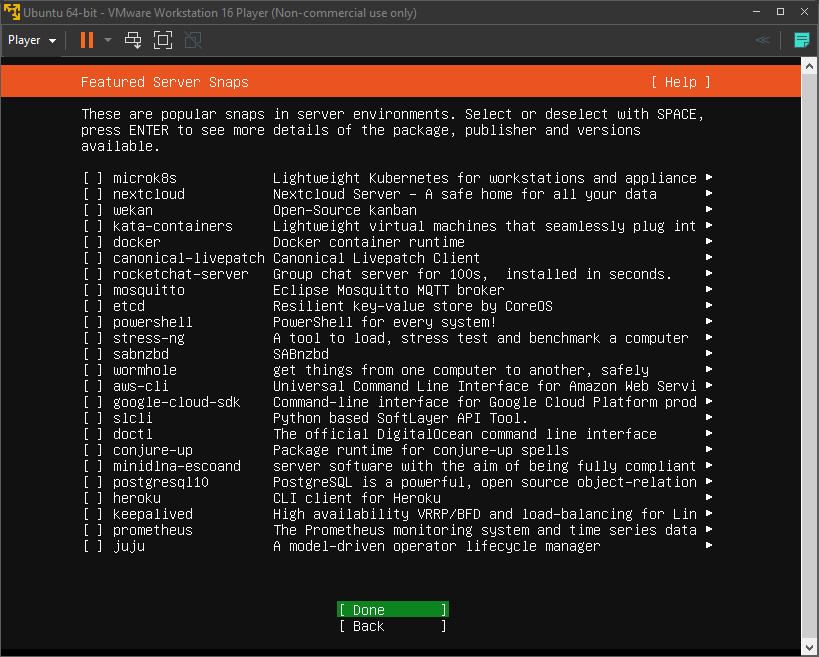 Ubuntu 64-bit - VMware Workstation 16 Player (Non-commercial use only)
Player
Featured Server Snaps [ Help ]
These are popular snaps in server environments. Select or deselect with SPACE,
press ENTER to see more details of the package, publisher and versions
available.
[ ] microk8s Lightweight Kubernetes for workstations and appliance ▸
[ ] nextcloud Nextcloud Server - A safe home for all your data ▸
[ ] wekan Open-Source kanban ▸
[ ] kata-containers Lightweight virtual machines that seamlessly plug int ▸
[ ] docker Docker container runtime ▸
[ ] canonical-livepatch Canonical Livepatch Client ▸
[ ] rocketchat-server Group chat server for 100s,  installed in seconds. ▸
[ ] mosquitto Eclipse Mosquitto MQTT broker ▸
[ ] etcd Resilient key-value store by CoreOS ▸
[ ] powershell PowerShell for every system! ▸
[ ] stress-ng A tool to load, stress test and benchmark a computer ▸
[ ] sabnzbd SABnzbd ▸
[ ] wormhole get things from one computer to another, safely ▸
[ ] aws-cli Universal Command Line Interface for Amazon Web Servi ▸
[ ] google-cloud-sdk Command-line interface for Google Cloud Platform prod ▸
[ ] slcli Python based SoftLayer API Tool. ▸
[ ] doctl The official DigitalOcean command line interface ▸
[ ] conjure-up Package runtime for conjure-up spells ▸
[ ] minidlna-escoand server software with the aim of being fully compliant ▸
[ ] postgresql10 PostgreSQL is a powerful, open source object-relation ▸
[ ] heroku CLI client for Heroku ▸
[ ] keepalived High availability VRRP/BFD and load-balancing for Lin ▸
[ ] prometheus The Prometheus monitoring system and time series data ▸
[ ] juju A model-driven operator lifecycle manager ▸
[ Done ]
[ Back ]